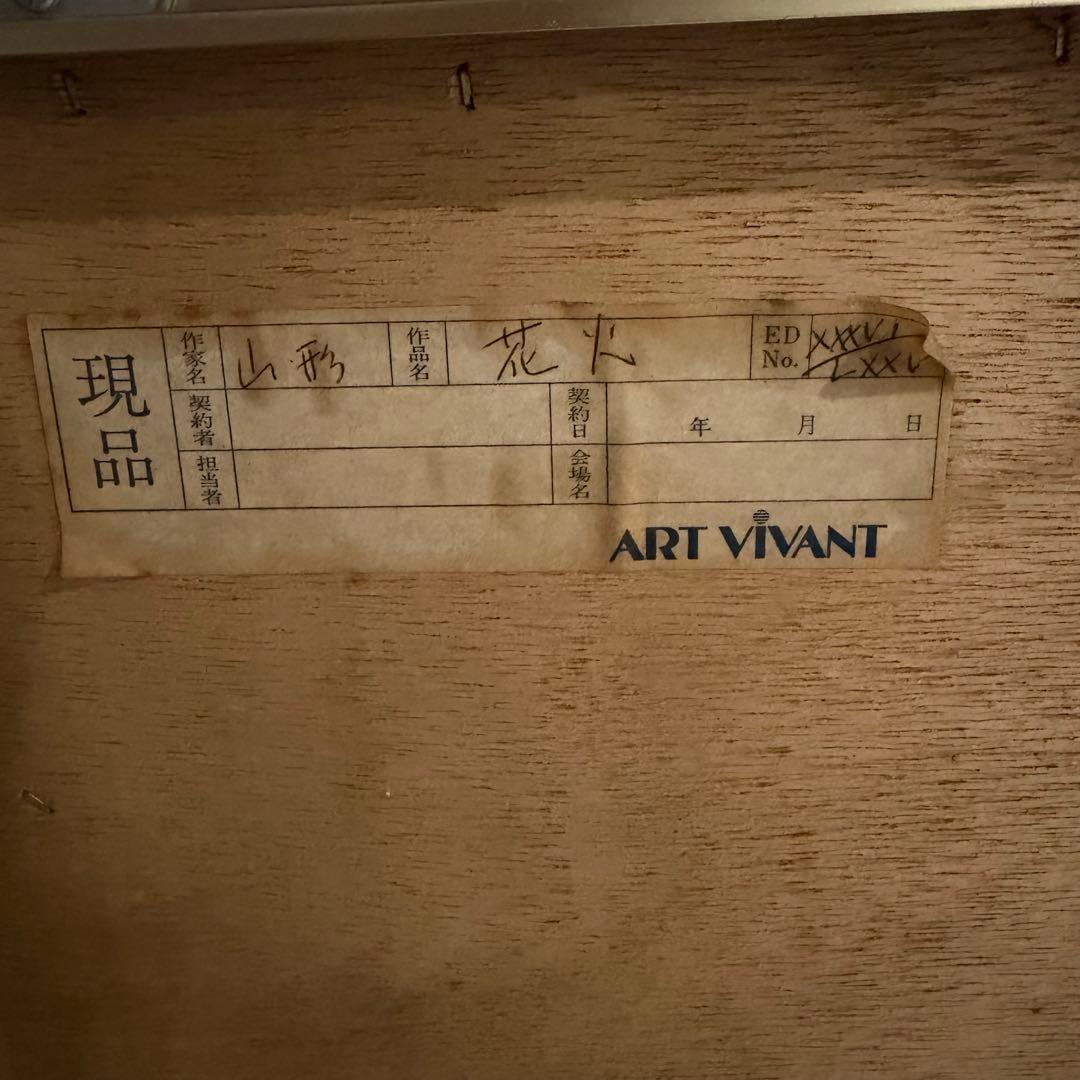 現品 作家名 山形 作品名 花火 ED No. XXXVI/LXXV
契約者 契約日 年 月 日
担当者 会場名
ART VIVANT